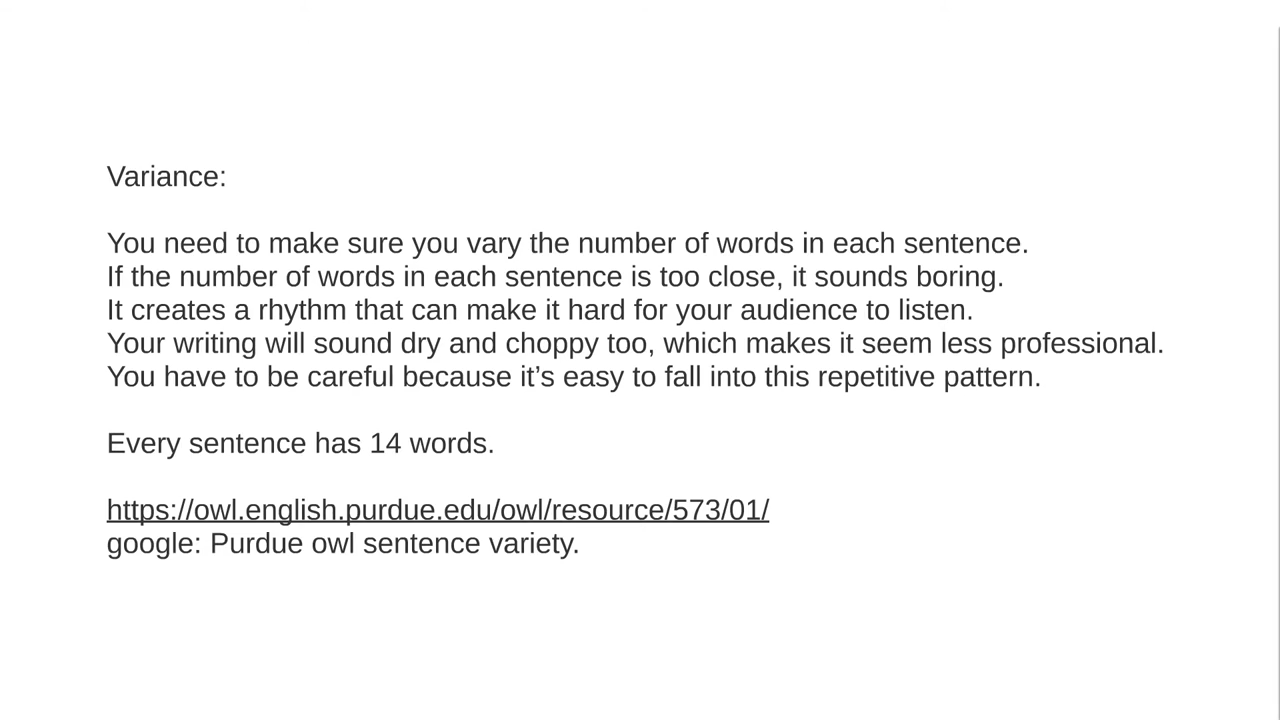 Variance:
You need to make sure you vary the number of words in each sentence.
If the number of words in each sentence is too close, it sounds boring.
It creates a rhythm that can make it hard for your audience to listen.
Your writing will sound dry and choppy too, which makes it seem less professional.
You have to be careful because it’s easy to fall into this repetitive pattern.
Every sentence has 14 words.
https://owl.english.purdue.edu/owl/resource/573/01/
google: Purdue owl sentence variety.